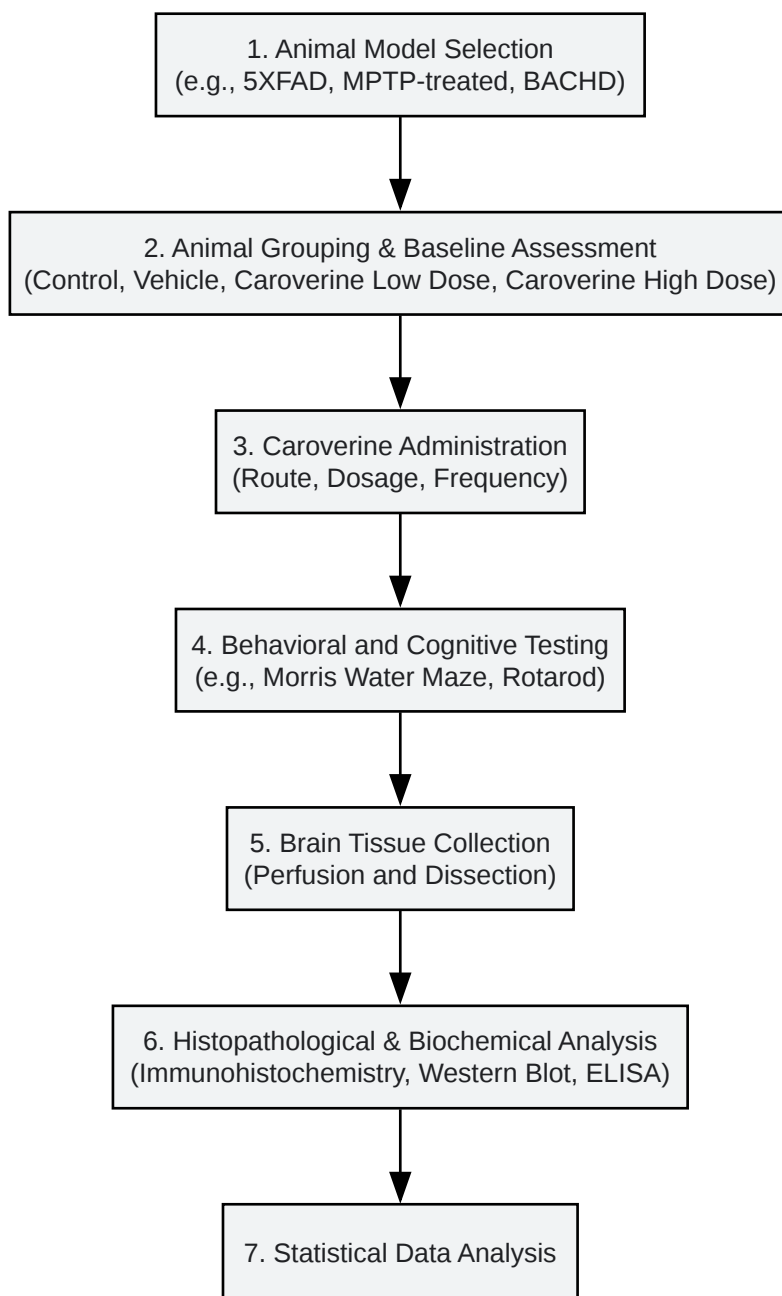 1. Animal Model Selection
(e.g., 5XFAD, MPTP-treated, BACHD)
2. Animal Grouping & Baseline Assessment
(Control, Vehicle, Caroverine Low Dose, Caroverine High Dose)
3. Caroverine Administration
(Route, Dosage, Frequency)
4. Behavioral and Cognitive Testing
(e.g., Morris Water Maze, Rotarod)
5. Brain Tissue Collection
(Perfusion and Dissection)
6. Histopathological & Biochemical Analysis
(Immunohistochemistry, Western Blot, ELISA)
7. Statistical Data Analysis